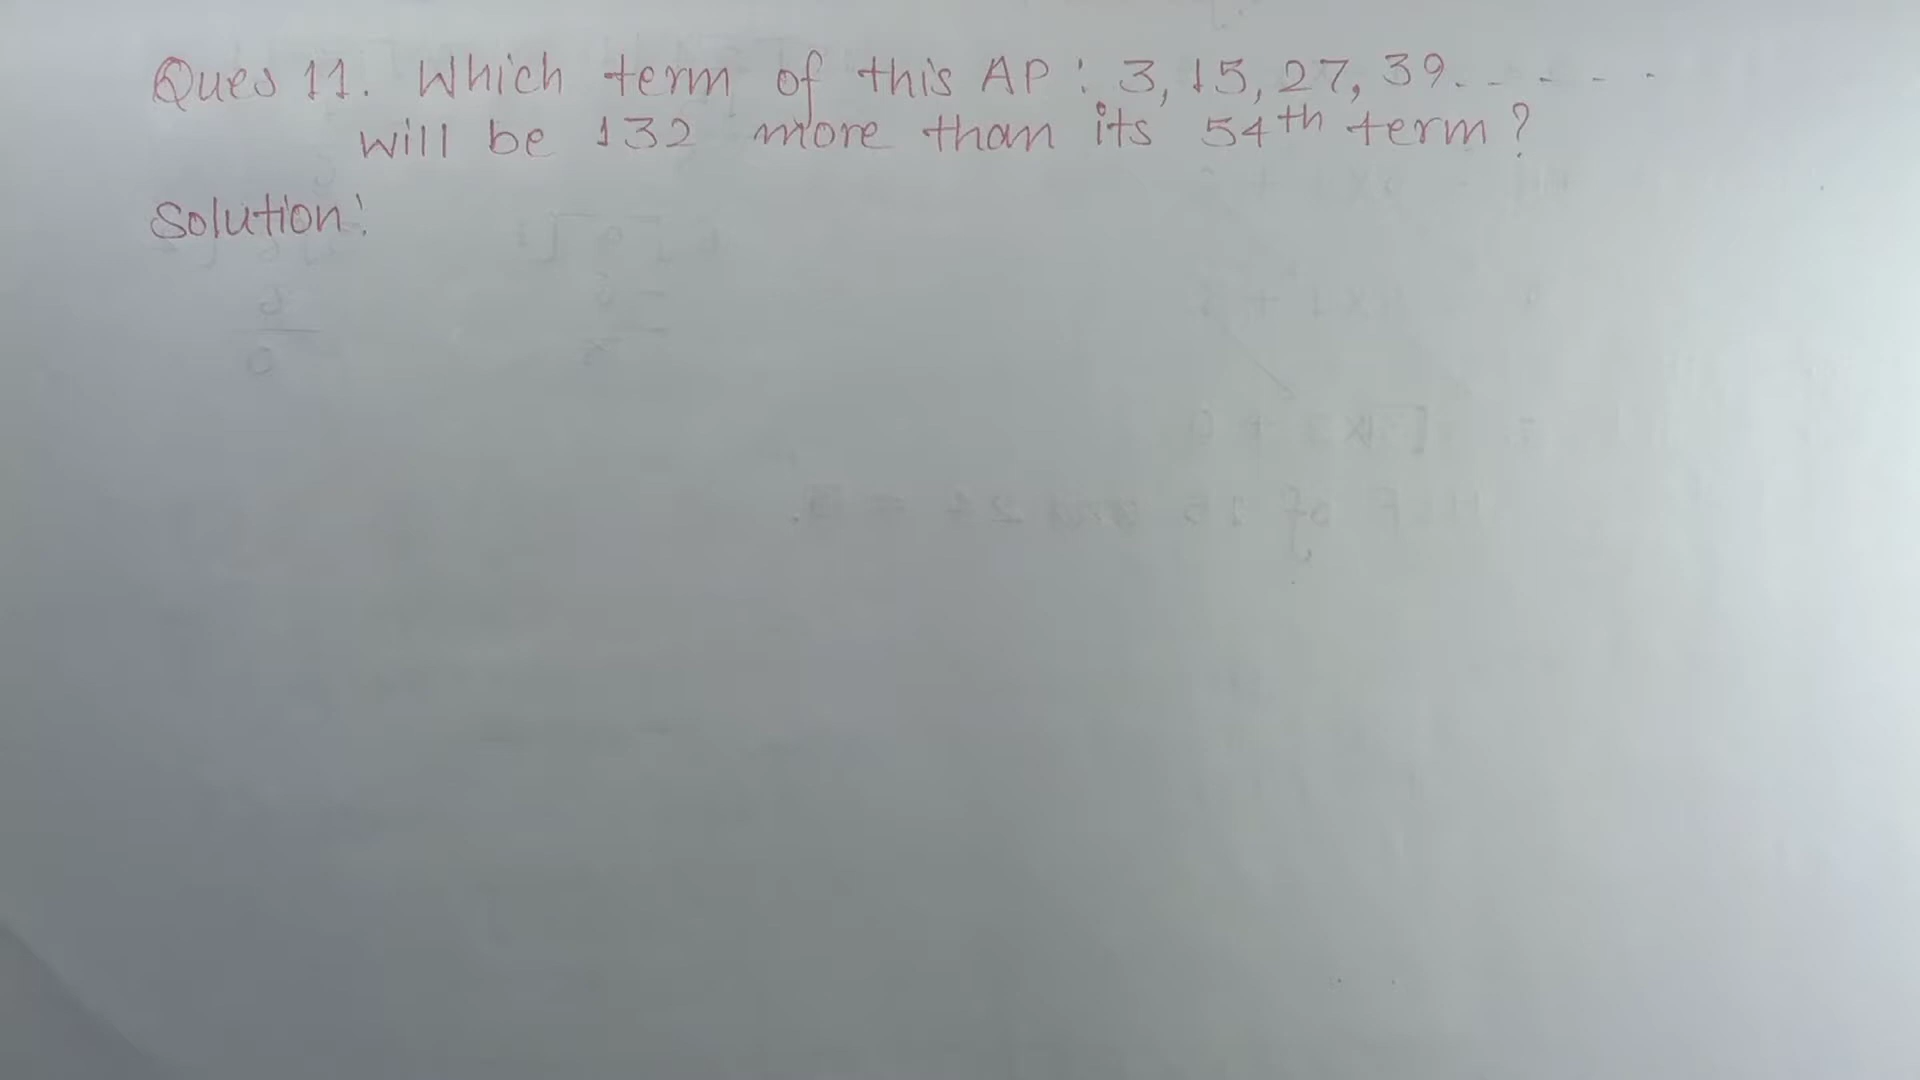 Ques 11. Which term of this AP : 3, 15, 27, 39. - - - - -
will be 132 more than its 54th term ?
Solution: